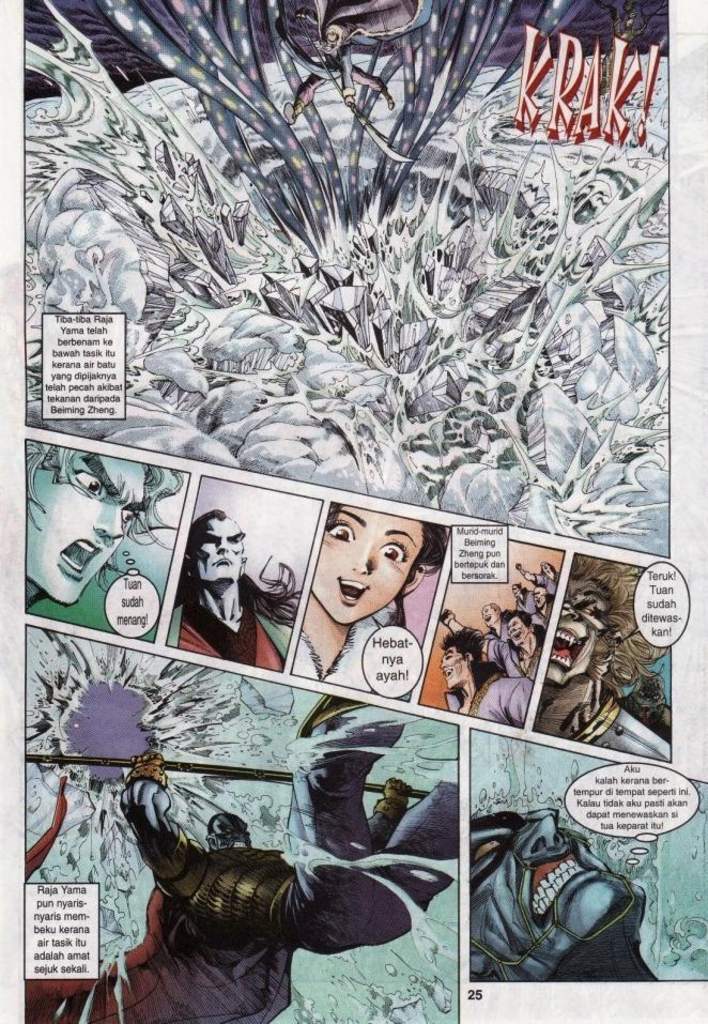 KRAK!
Tiba-tiba Raja
Yama telah
berbenam ke
bawah tasik itu
kerana air batu
yang dipijaknya
telah pecah akibat
tekanan daripada
Beiming Zheng.
Tuan
sudah
menang!
Hebat-
nya
ayah!
Murid-murid
Beiming
Zheng pun
bertepuk dan
bersorak.
Teruk!
Tuan
sudah
ditewas-
kan!
Raja Yama
pun nyaris-
nyaris mem-
beku kerana
air tasik itu
adalah amat
sejuk sekali.
Aku
kalah kerana ber-
tempur di tempat seperti ini.
Kalau tidak aku pasti akan
dapat menewaskan si
tua keparat itu!
25